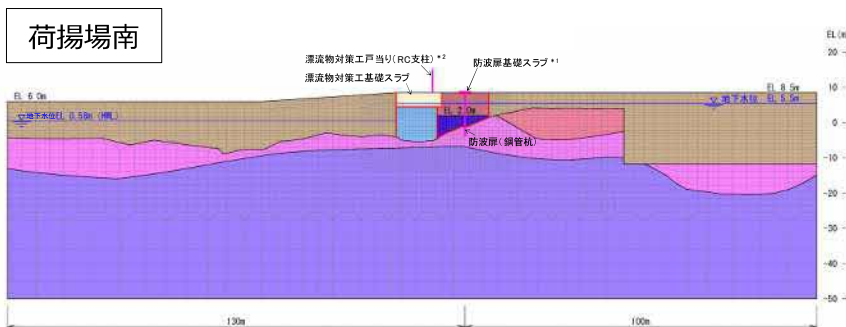 荷揚場南
EL(m
漂流物対策工戸当り(RC支柱)*2
防波扉基礎スラブ*1
漂流物対策工基礎スラブ
EL 6.0m
EL 8.5m
地下水位 EL 5.5m
地下水位EL 0.58m (HWL)
EL 2.0m
防波扉(鋼管杭)
20
10
0
-10
-20
-30
-40
-50
130m
100m